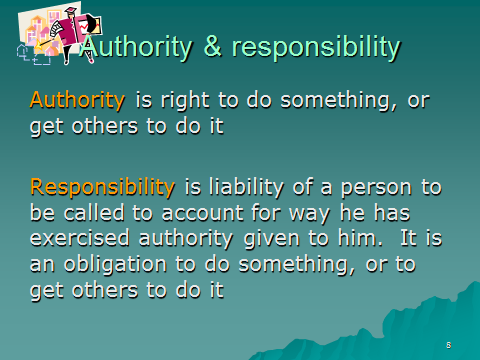 Authority & responsibility
Authority is right to do something, or
get others to do it
Responsibility is liability of a person to
be called to account for way he has
exercised authority given to him.  It is
an obligation to do something, or to
get others to do it
5